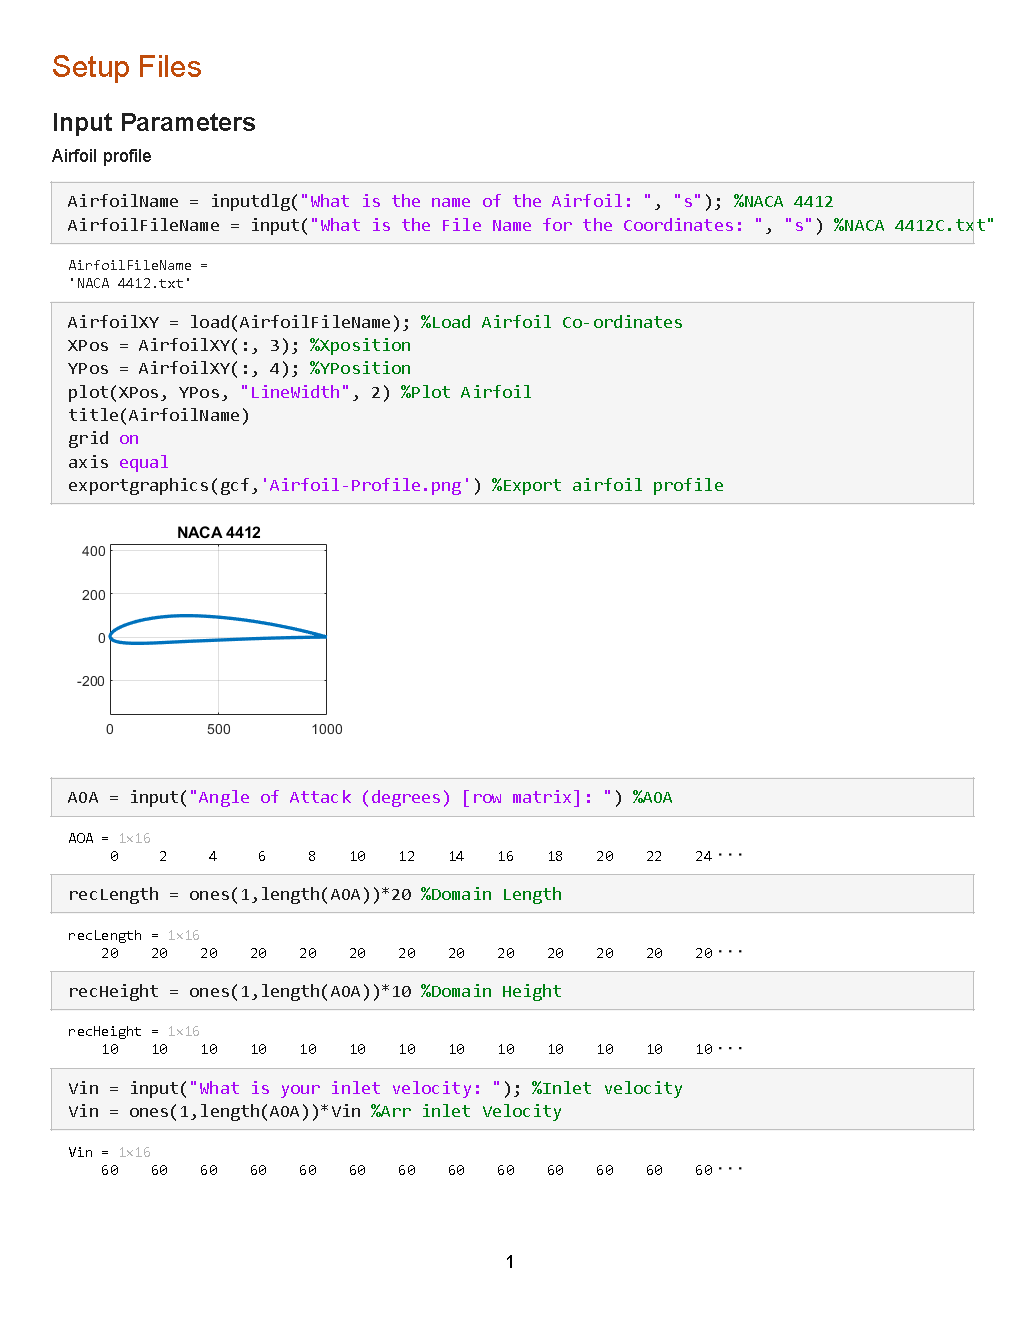 Setup Files
Input Parameters
Airfoil profile
AirfoilName = inputdlg("What is the name of the Airfoil: ", "s"); %NACA 4412
AirfoilFileName = input("What is the File Name for the Coordinates: ", "s") %NACA 4412C.txt"
AirfoilFileName =
'NACA 4412.txt'
AirfoilXY = load(AirfoilFileName); %Load Airfoil Co-ordinates
XPos = AirfoilXY(:, 3); %Xposition
YPos = AirfoilXY(:, 4); %YPosition
plot(XPos, YPos, "LineWidth", 2) %Plot Airfoil
title(AirfoilName)
grid on
axis equal
exportgraphics(gcf,'Airfoil-Profile.png') %Export airfoil profile
NACA 4412
400
200
0
-200
0 500 1000
AOA = input("Angle of Attack (degrees) [row matrix]: ") %AOA
AOA = 1×16
0 2 4 6 8 10 12 14 16 18 20 22 24 ⋯
recLength = ones(1,length(AOA))*20 %Domain Length
recLength = 1×16
20 20 20 20 20 20 20 20 20 20 20 20 20 ⋯
recHeight = ones(1,length(AOA))*10 %Domain Height
recHeight = 1×16
10 10 10 10 10 10 10 10 10 10 10 10 10 ⋯
Vin = input("What is your inlet velocity: "); %Inlet velocity
Vin = ones(1,length(AOA))*Vin %Arr inlet Velocity
Vin = 1×16
60 60 60 60 60 60 60 60 60 60 60 60 60 ⋯
1